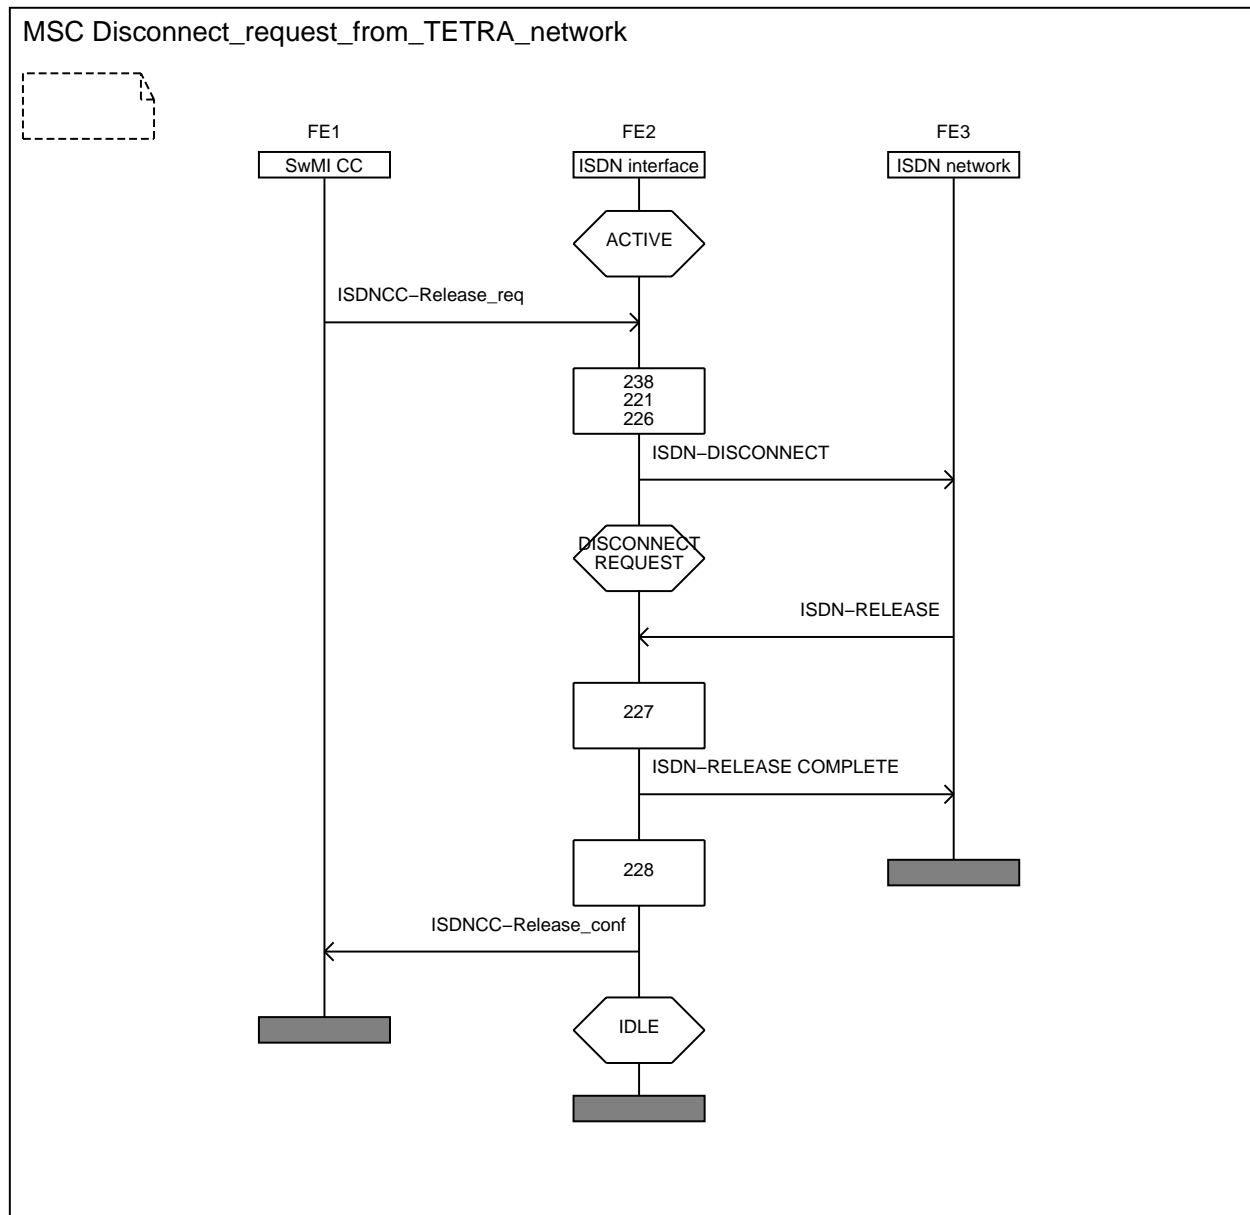 MSC Disconnect_request_from_TETRA_network
FE1
FE2
FE3
SwMI CC
ISDN interface
ISDN network
ACTIVE
ISDNCC−Release_req
238
221
226
ISDN−DISCONNECT
DISCONNECT
REQUEST
ISDN−RELEASE
227
ISDN−RELEASE COMPLETE
228
ISDNCC−Release_conf
IDLE